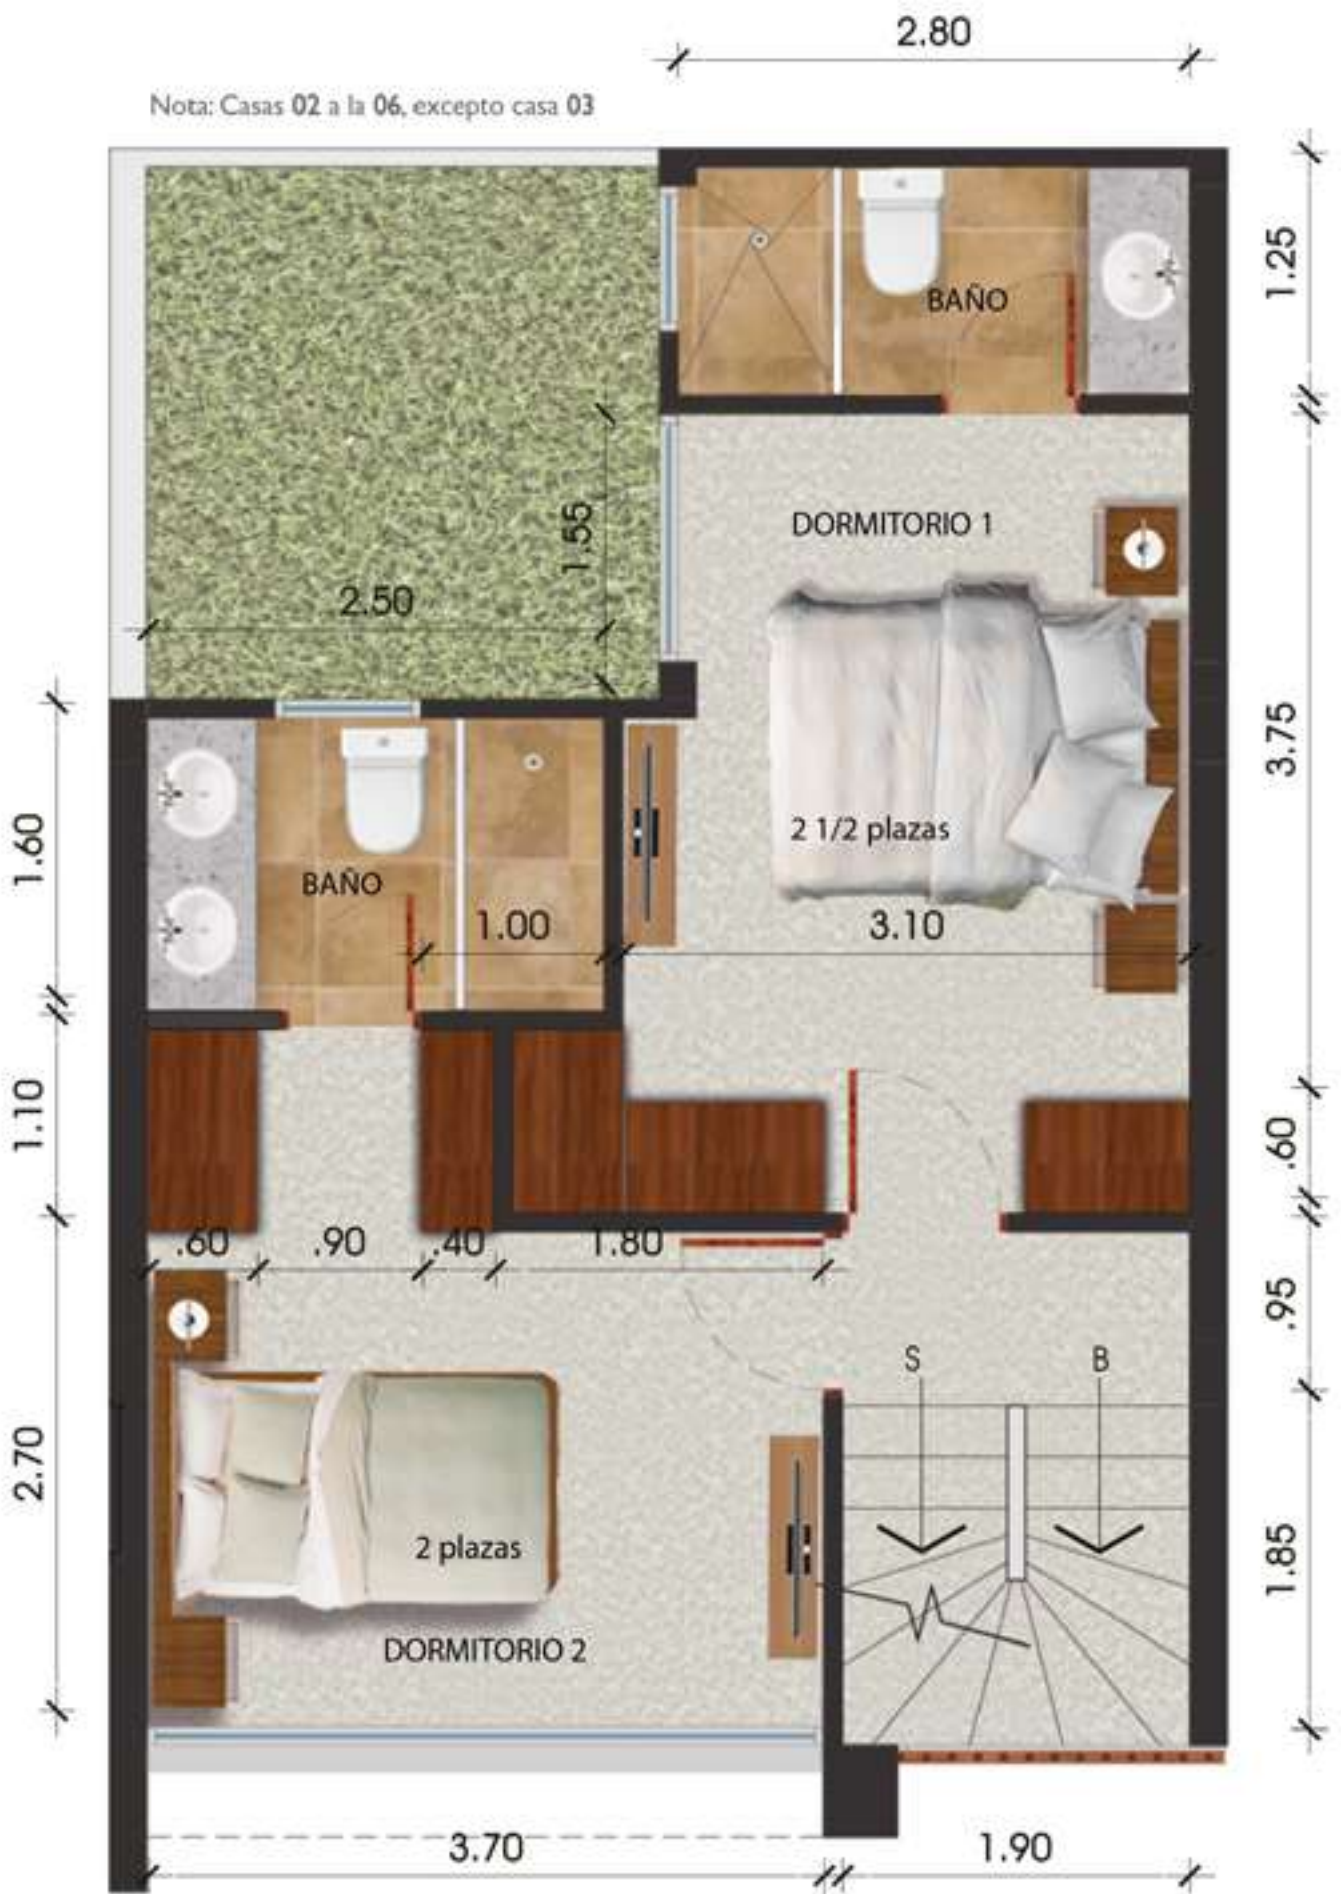 2.80
Nota: Casas 02 a la 06, excepto casa 03
1.25
BAÑO
DORMITORIO 1
1.55
2.50
3.75
2 1/2 plazas
1.60
BAÑO
1.00
3.10
1.10
.60
.60
.90
.40
1.80
.95
S
B
2.70
2 plazas
1.85
DORMITORIO 2
3.70
1.90